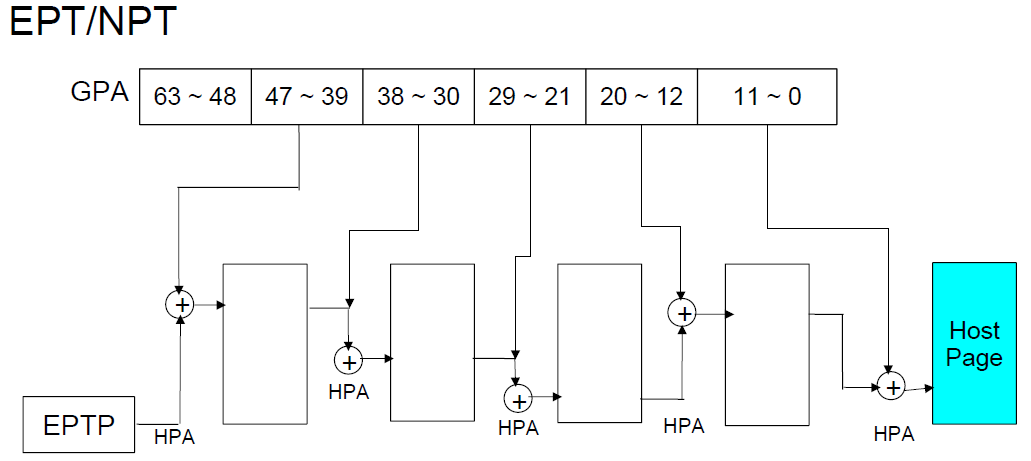 EPT/NPT
GPA 63 ~ 48 47 ~ 39 38 ~ 30 29 ~ 21 20 ~ 12 11 ~ 0
+
+
+
+
+
Host
Page
HPA
EPTP
HPA
HPA
HPA
HPA